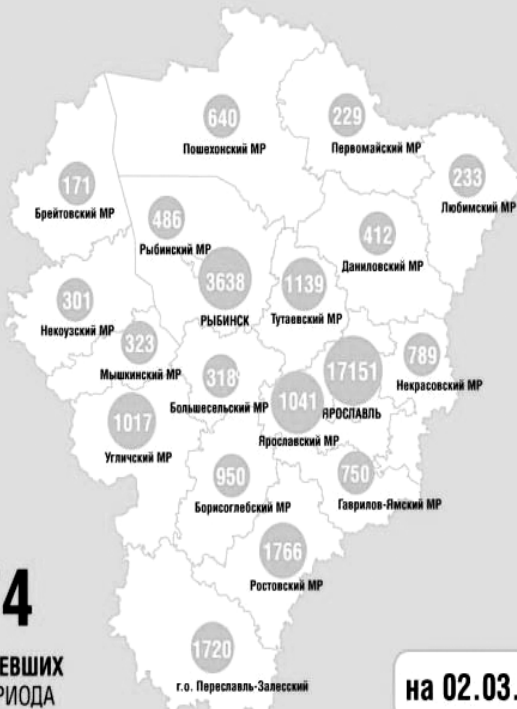 640
Пошехонский МР
229
Первомайский МР
233
Любимский МР
171
Брейтовский МР
486
Рыбинский МР
412
Даниловский МР
3638
РЫБИНСК
1139
Тутаевский МР
301
Некоузский МР
323
Мышкинский МР
318
Большесельский МР
17151
ЯРОСЛАВЛЬ
789
Некрасовский МР
1041
Ярославский МР
1017
Угличский МР
950
Борисоглебский МР
750
Гаврилов-Ямский МР
1766
Ростовский МР
1720
г.о. Переславль-Залесский
4
ЕВШИХ
РИОДА
на 02.03.